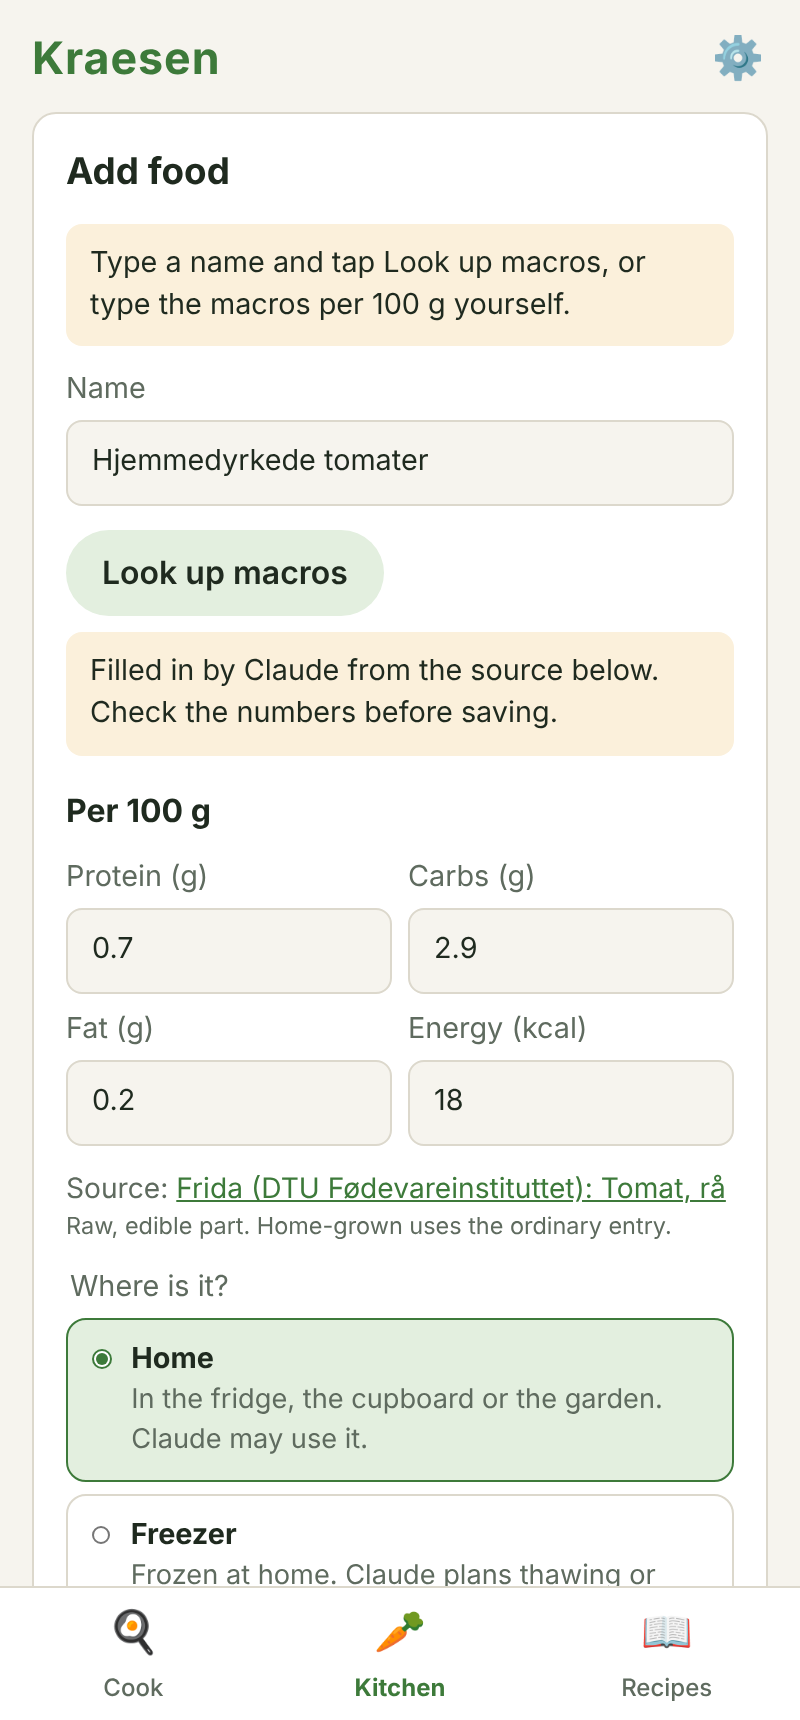 Kraesen
Add food
Type a name and tap Look up macros, or
type the macros per 100 g yourself.
Name
Hjemmedyrkede tomater
Look up macros
Filled in by Claude from the source below.
Check the numbers before saving.
Per 100 g
Protein (g)
Carbs (g)
0.7
2.9
Fat (g)
Energy (kcal)
0.2
18
Source: Frida (DTU Fødevareinstituttet): Tomat, rå
Raw, edible part. Home-grown uses the ordinary entry.
Where is it?
Home
In the fridge, the cupboard or the garden.
Claude may use it.
Freezer
Frozen at home. Claude plans thawing or
Cook
Kitchen
Recipes